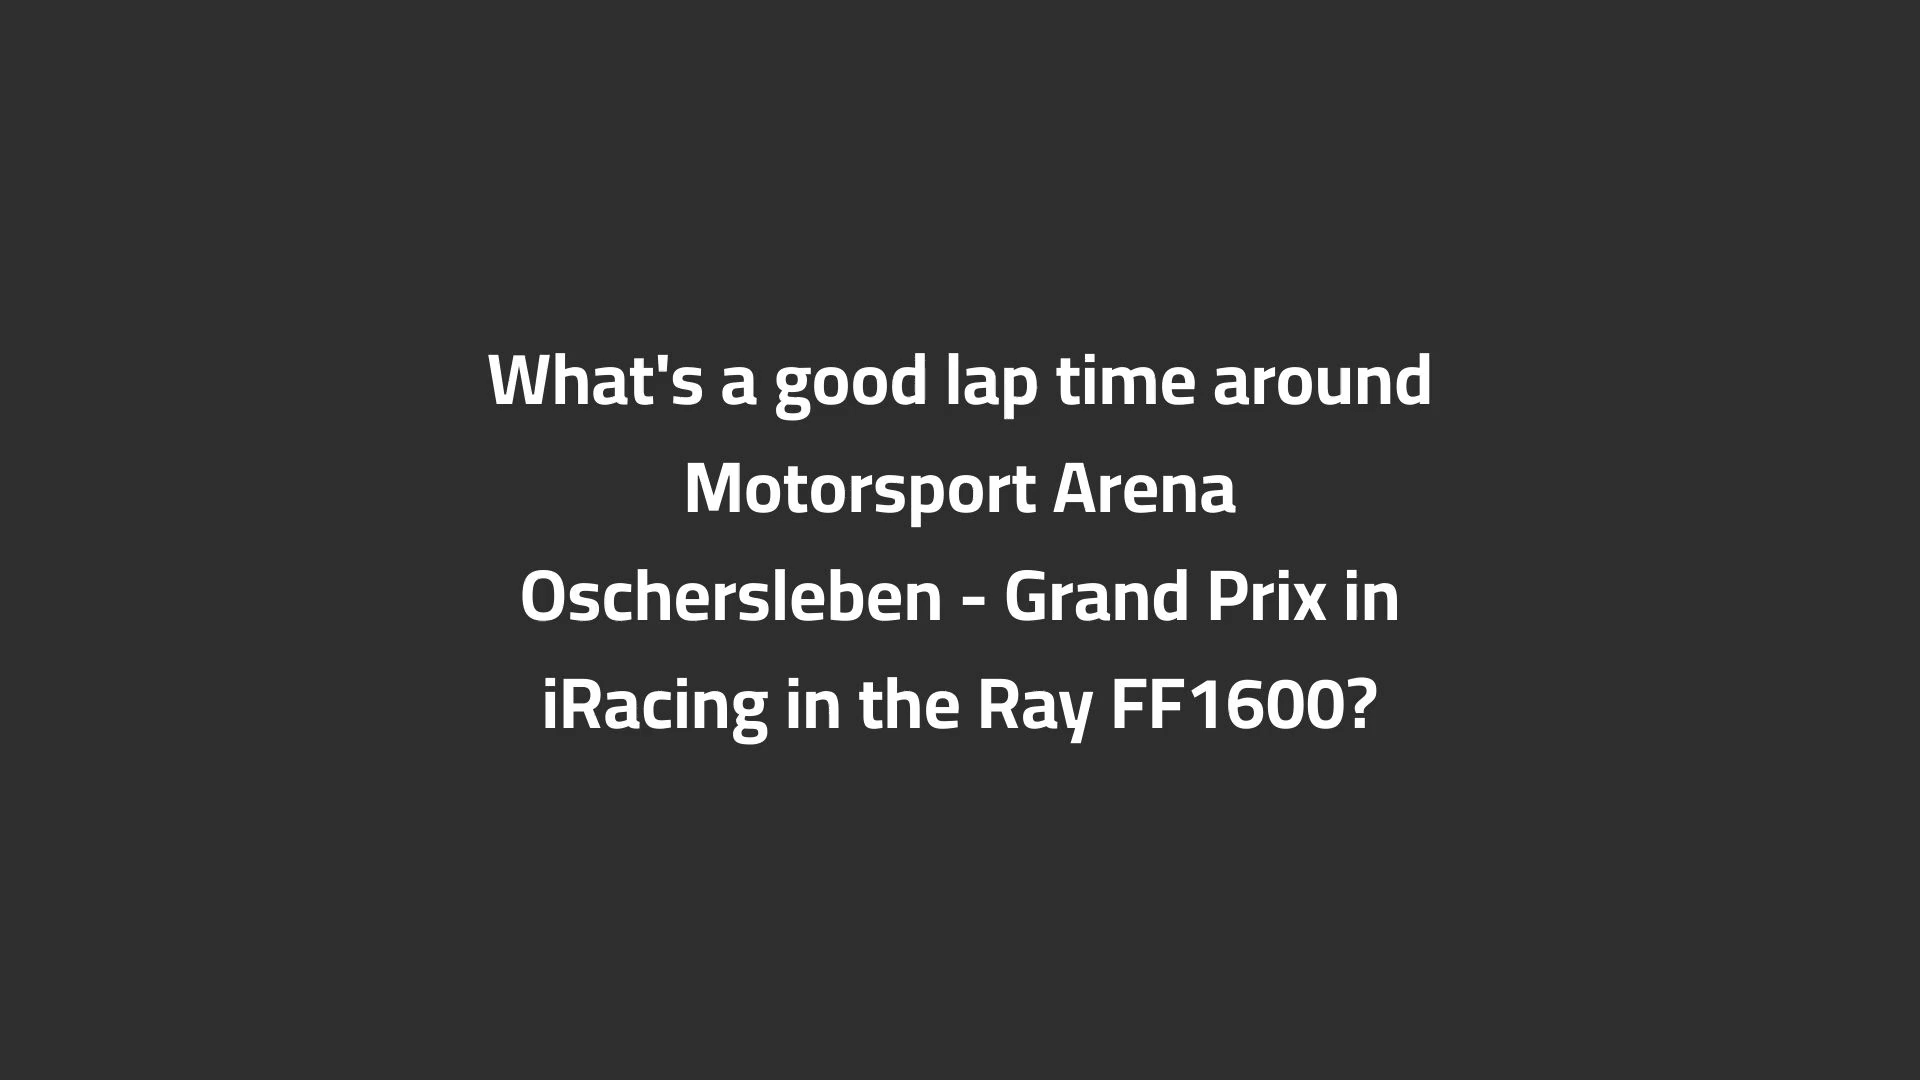 What's a good lap time around
Motorsport Arena
Oschersleben - Grand Prix in
iRacing in the Ray FF1600?